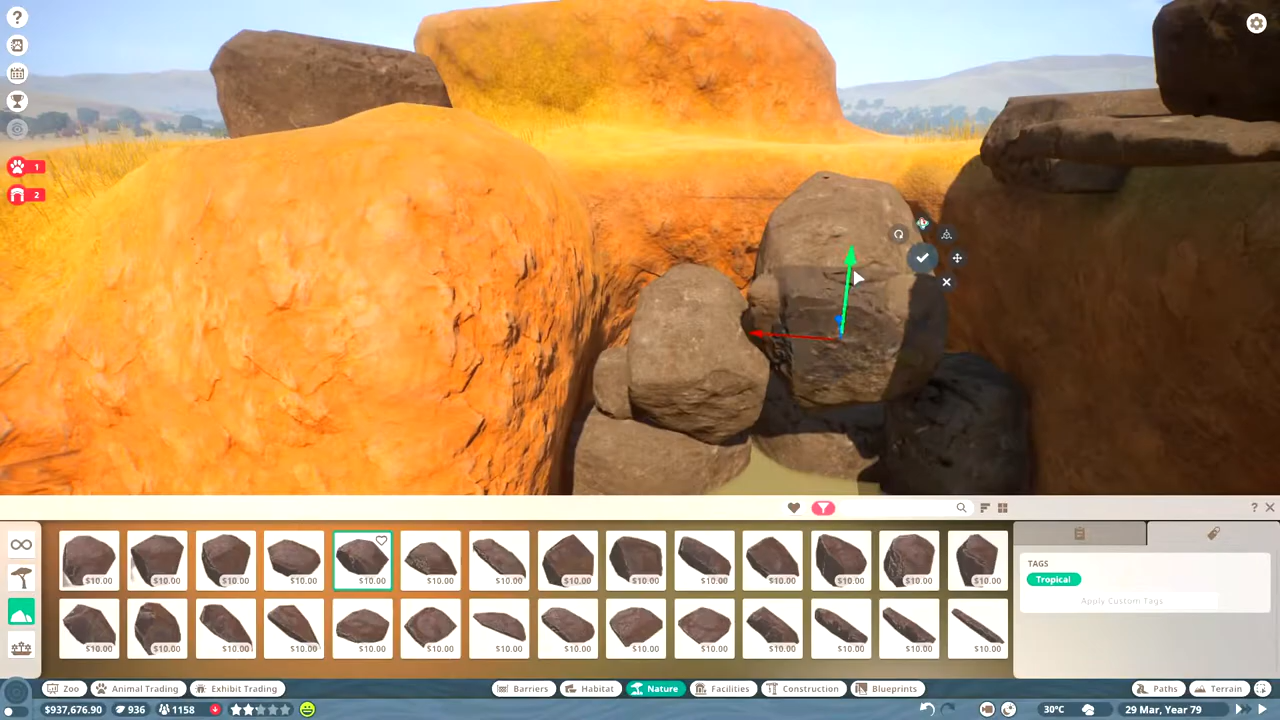 ?
1
2
? ×
$10.00 $10.00 $10.00 $10.00 $10.00 $10.00 $10.00 $10.00 $10.00 $10.00 $10.00 $10.00 $10.00 $10.00
$10.00 $10.00 $10.00 $10.00 $10.00 $10.00 $10.00 $10.00 $10.00 $10.00 $10.00 $10.00 $10.00 $10.00
TAGS
Tropical
Apply Custom Tags
Zoo Animal Trading Exhibit Trading Barriers Habitat Nature Facilities Construction Blueprints Paths Terrain
$937,676.90 936 1158 30°C 29 Mar, Year 79